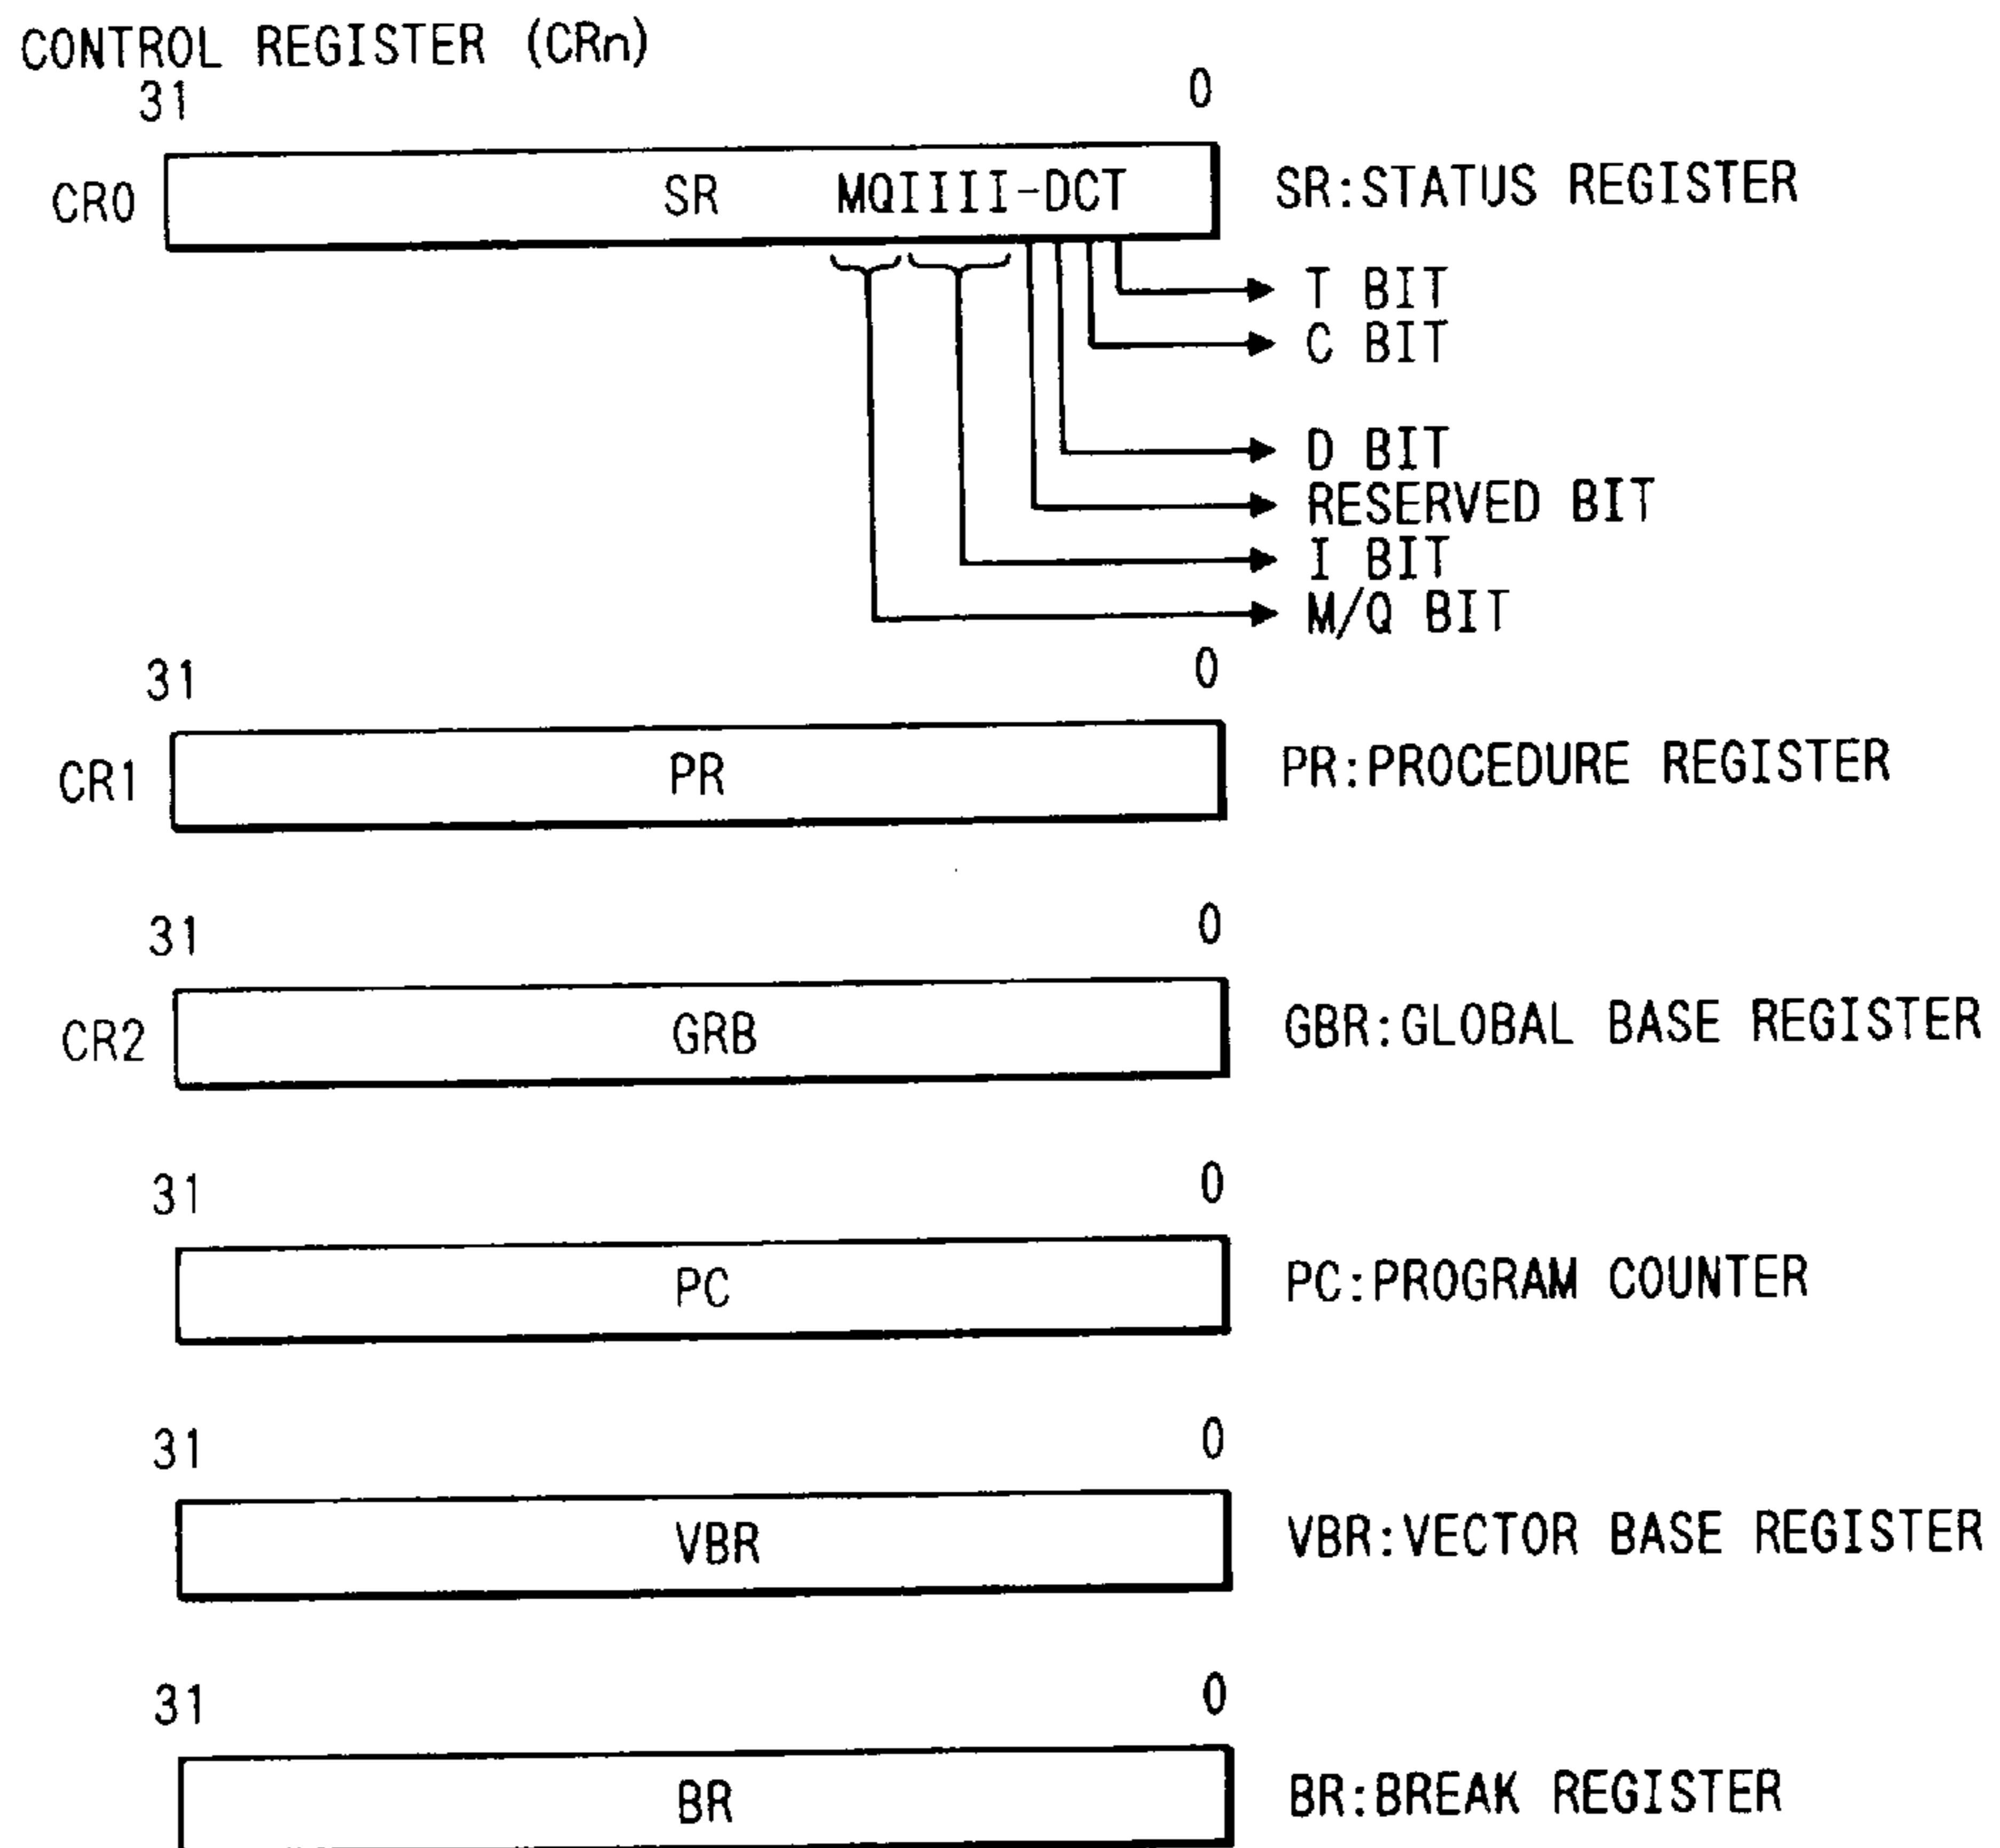 CONTROL REGISTER (CRn)
31 0
CR0 SR MQIIII-DCT SR:STATUS REGISTER
T BIT
C BIT
D BIT
RESERVED BIT
I BIT
M/Q BIT
31 0
CR1 PR PR:PROCEDURE REGISTER
31 0
CR2 GRB GBR:GLOBAL BASE REGISTER
31 0
PC PC:PROGRAM COUNTER
31 0
VBR VBR:VECTOR BASE REGISTER
31 0
BR BR:BREAK REGISTER